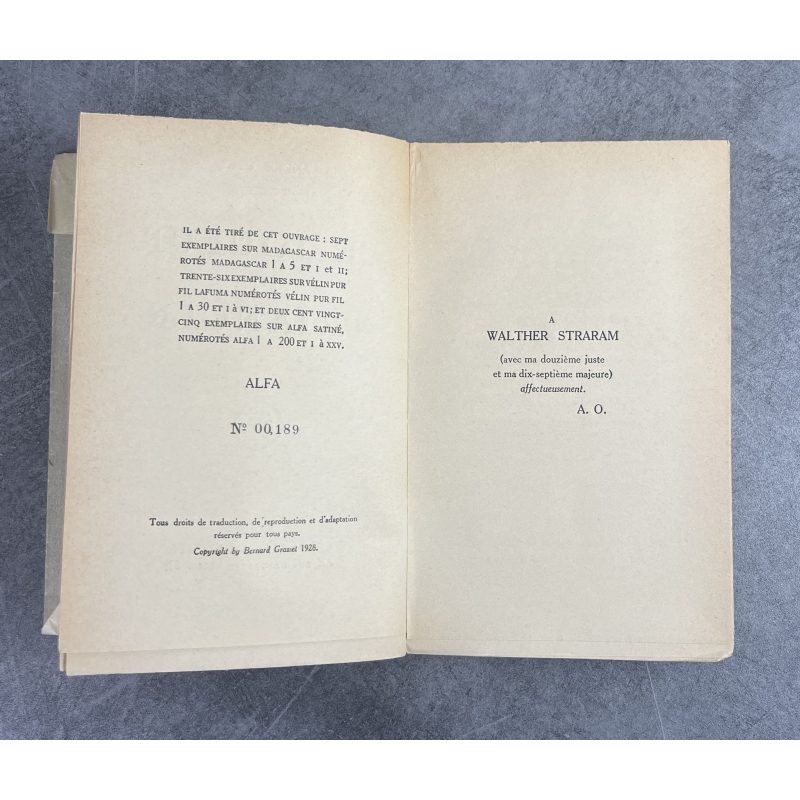 IL A ÉTÉ TIRÉ DE CET OUVRAGE : SEPT
EXEMPLAIRES SUR MADAGASCAR NUMÉ-
ROTÉS MADAGASCAR 1 A 5 ET I et II;
TRENTE-SIX EXEMPLAIRES SUR VÉLIN PUR
FIL LAFUMA NUMÉROTÉS VÉLIN PUR FIL
1 A 30 ET I à VI; ET DEUX CENT VINGT-
CINQ EXEMPLAIRES SUR ALFA SATINÉ,
NUMÉROTÉS ALFA 1 A 200 ET I à XXV.
ALFA
Nº 00,189
Tous droits de traduction, de reproduction et d'adaptation
réservés pour tous pays.
Copyright by Bernard Grasset 1928.
A
WALTHER STRARAM
(avec ma douzième juste
et ma dix-septième majeure)
affectueusement.
A. O.